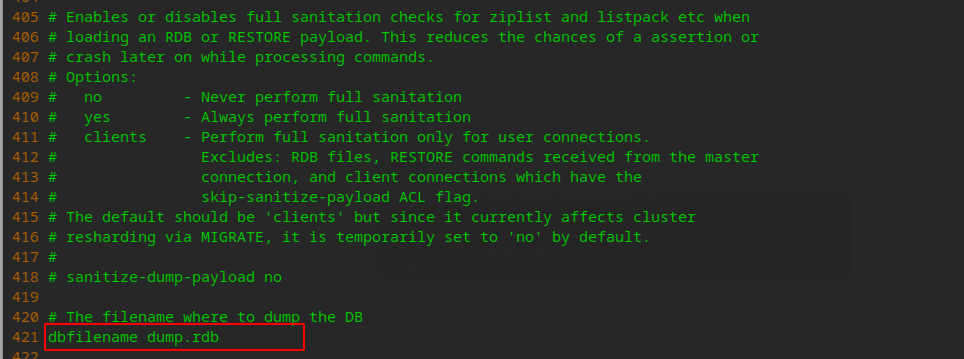 405 # Enables or disables full sanitation checks for ziplist and listpack etc when
406 # loading an RDB or RESTORE payload. This reduces the chances of a assertion or
407 # crash later on while processing commands.
408 # Options:
409 #   no         - Never perform full sanitation
410 #   yes        - Always perform full sanitation
411 #   clients    - Perform full sanitation only for user connections.
412 #                Excludes: RDB files, RESTORE commands received from the master
413 #                connection, and client connections which have the
414 #                skip-sanitize-payload ACL flag.
415 # The default should be 'clients' but since it currently affects cluster
416 # resharding via MIGRATE, it is temporarily set to 'no' by default.
417 #
418 # sanitize-dump-payload no
419
420 # The filename where to dump the DB
421 dbfilename dump.rdb
422